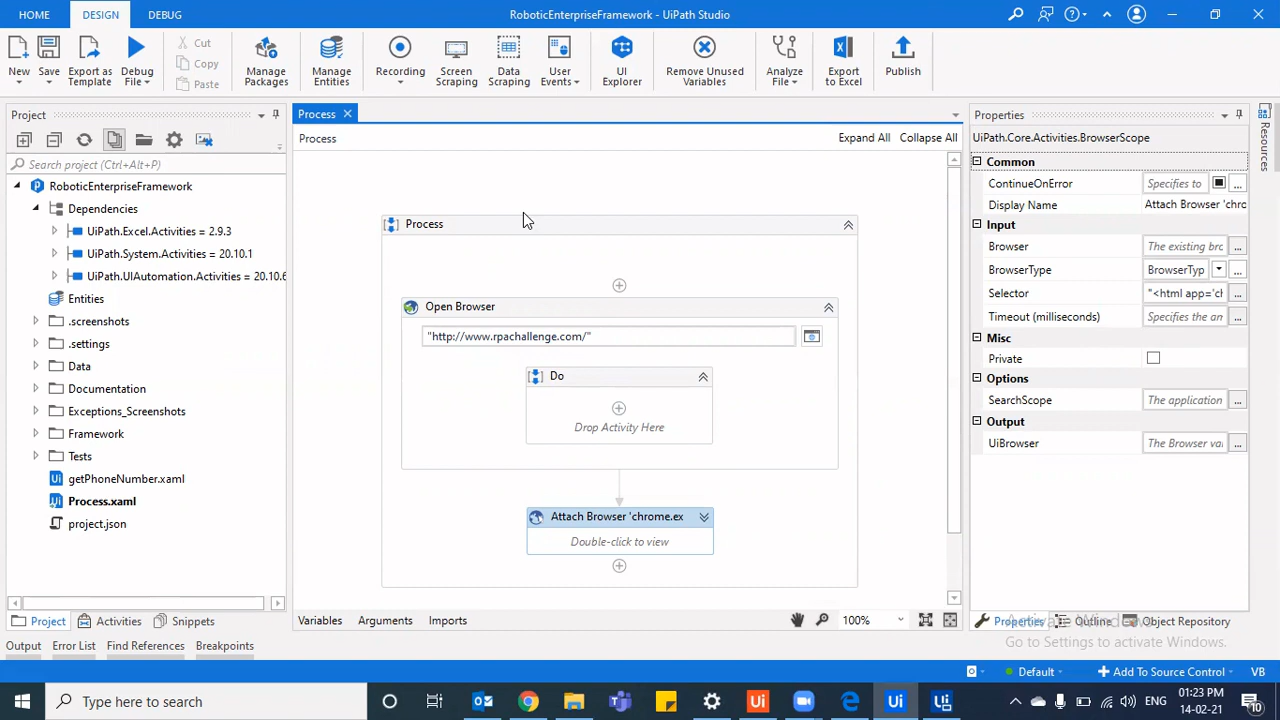 HOME
DESIGN
DEBUG
RoboticEnterpriseFramework - UiPath Studio
New
Save
Export as Template
Debug File
Cut
Copy
Paste
Manage Packages
Manage Entities
Recording
Screen Scraping
Data Scraping
User Events
UI Explorer
Remove Unused Variables
Analyze File
Export to Excel
Publish
Project
Search project (Ctrl+Alt+P)
RoboticEnterpriseFramework
Dependencies
UiPath.Excel.Activities = 2.9.3
UiPath.System.Activities = 20.10.1
UiPath.UIAutomation.Activities = 20.10.6
Entities
.screenshots
.settings
Data
Documentation
Exceptions_Screenshots
Framework
Tests
getPhoneNumber.xaml
Process.xaml
project.json
Project
Activities
Snippets
Process
Process
Expand All
Collapse All
Process
Open Browser
"http://www.rpachallenge.com/"
Do
Drop Activity Here
Attach Browser 'chrome.ex
Double-click to view
Variables
Arguments
Imports
100%
Properties
UiPath.Core.Activities.BrowserScope
Common
ContinueOnError
Specifies to
...
Display Name
Attach Browser 'chro
Input
Browser
The existing bro
...
BrowserType
BrowserTyp
...
Selector
"<html app='ch
...
Timeout (milliseconds)
Specifies the am
...
Misc
Private
Options
SearchScope
The application
...
Output
UiBrowser
The Browser va
...
Resources
Properties
Outline
Object Repository
Activate Windows
Go to Settings to activate Windows.
Output
Error List
Find References
Breakpoints
Default
Add To Source Control
VB
Type here to search
ENG
01:23 PM
14-02-21
10